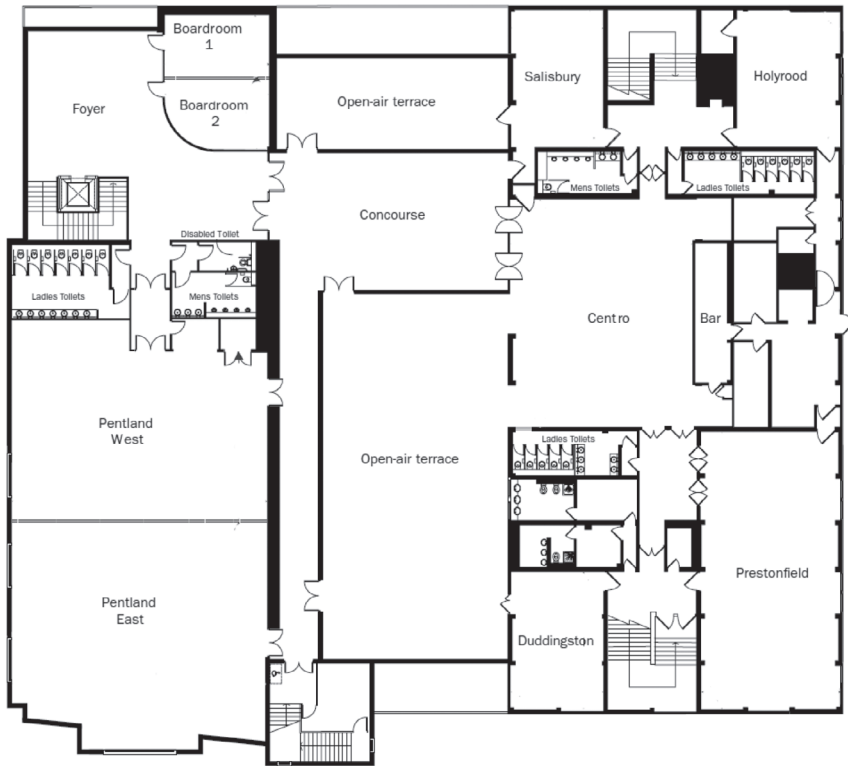 Boardroom
1
Salisbury
Holyrood
Foyer
Boardroom
2
Open-air terrace
Mens Toilets
Ladies Toilets
Concourse
Disabled Toilet
Ladies Toilets
Mens Toilets
Centro
Bar
Pentland
West
Open-air terrace
Ladies Toilets
Pentland
East
Prestonfield
Duddingston